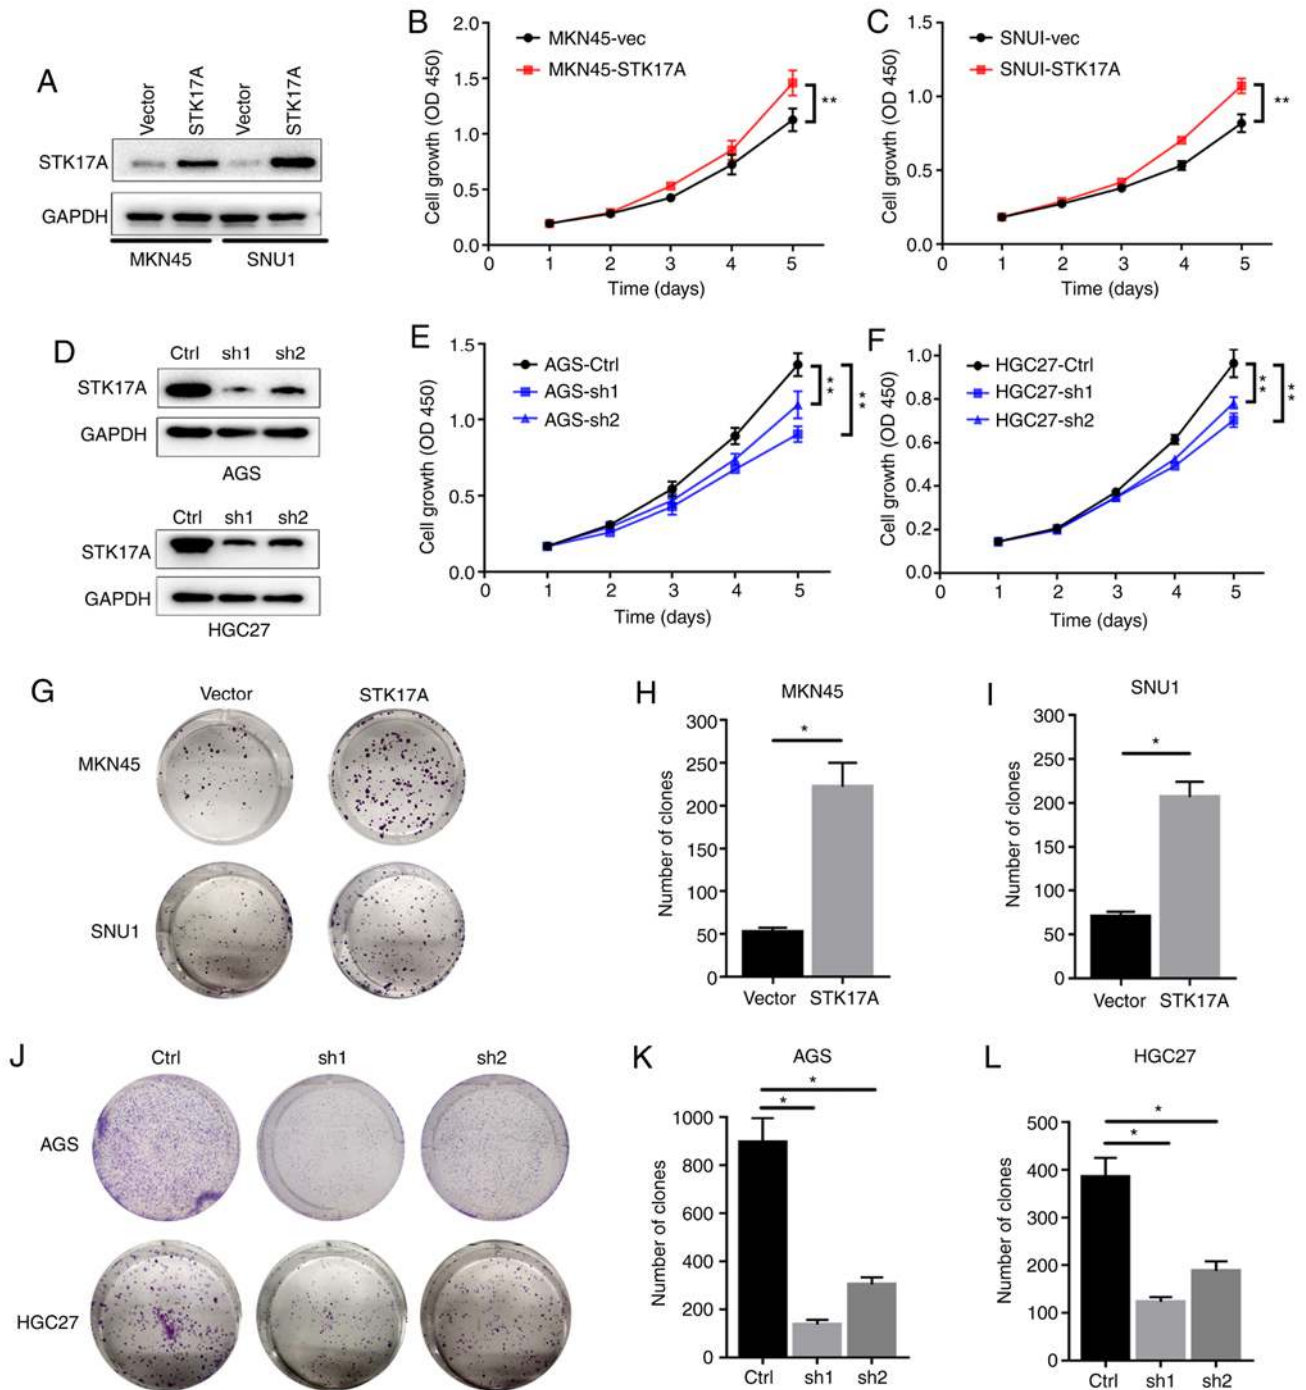 A
Vector
STK17A
Vector
STK17A
STK17A
GAPDH
MKN45 SNU1
B
2.0
1.5
1.0
0.5
0.0
Cell growth (OD 450)
MKN45-vec
MKN45-STK17A
**
0 1 2 3 4 5
Time (days)
C
1.5
1.0
0.5
0.0
Cell growth (OD 450)
SNUI-vec
SNUI-STK17A
**
0 1 2 3 4 5
Time (days)
D
Ctrl sh1 sh2
STK17A
GAPDH
AGS
Ctrl sh1 sh2
STK17A
GAPDH
HGC27
E
1.5
1.0
0.5
0.0
Cell growth (OD 450)
AGS-Ctrl
AGS-sh1
AGS-sh2
**
**
0 1 2 3 4 5
Time (days)
F
1.0
0.8
0.6
0.4
0.2
0.0
Cell growth (OD 450)
HGC27-Ctrl
HGC27-sh1
HGC27-sh2
**
**
0 1 2 3 4 5
Time (days)
G
Vector STK17A
MKN45
SNU1
H
MKN45
*
300
250
200
150
100
50
0
Number of clones
Vector STK17A
I
SNU1
*
300
250
200
150
100
50
0
Number of clones
Vector STK17A
J
Ctrl sh1 sh2
AGS
HGC27
K
AGS
*
*
1000
800
600
400
200
0
Number of clones
Ctrl sh1 sh2
L
HGC27
*
*
500
400
300
200
100
0
Number of clones
Ctrl sh1 sh2